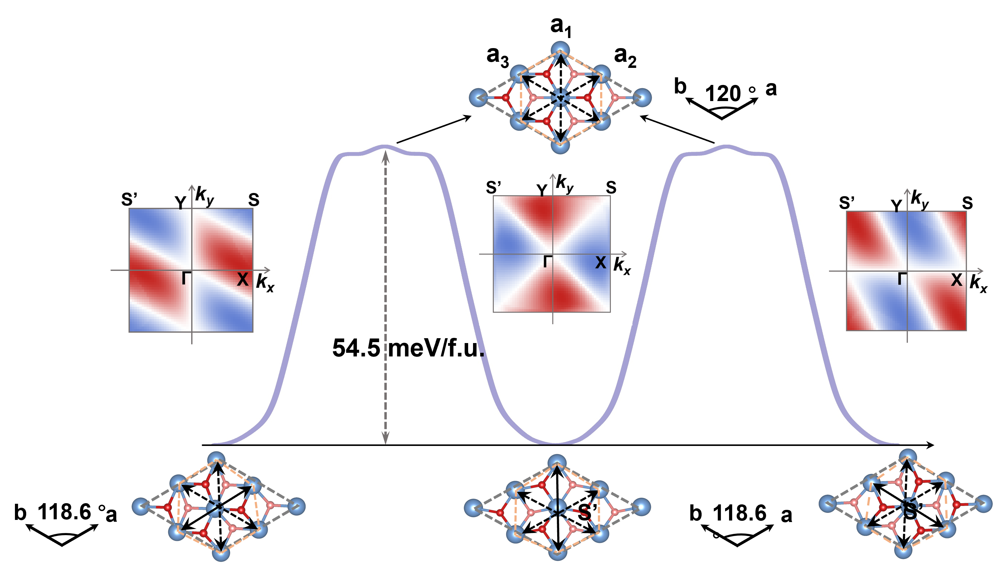 a1
a3
a2
b 120 ° a
S’ Y ky S
Γ X kx
S’ Y ky S
Γ X kx
S’ Y ky S
Γ X kx
54.5 meV/f.u.
b 118.6 °a
S’
b 118.6 a
°
S’